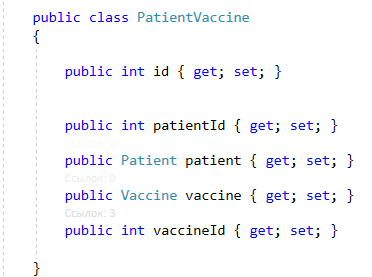 public class PatientVaccine
{
public int id { get; set; }
public int patientId { get; set; }
public Patient patient { get; set; }
Ссылок: 0
public Vaccine vaccine { get; set; }
Ссылок: 3
public int vaccineId { get; set; }
}